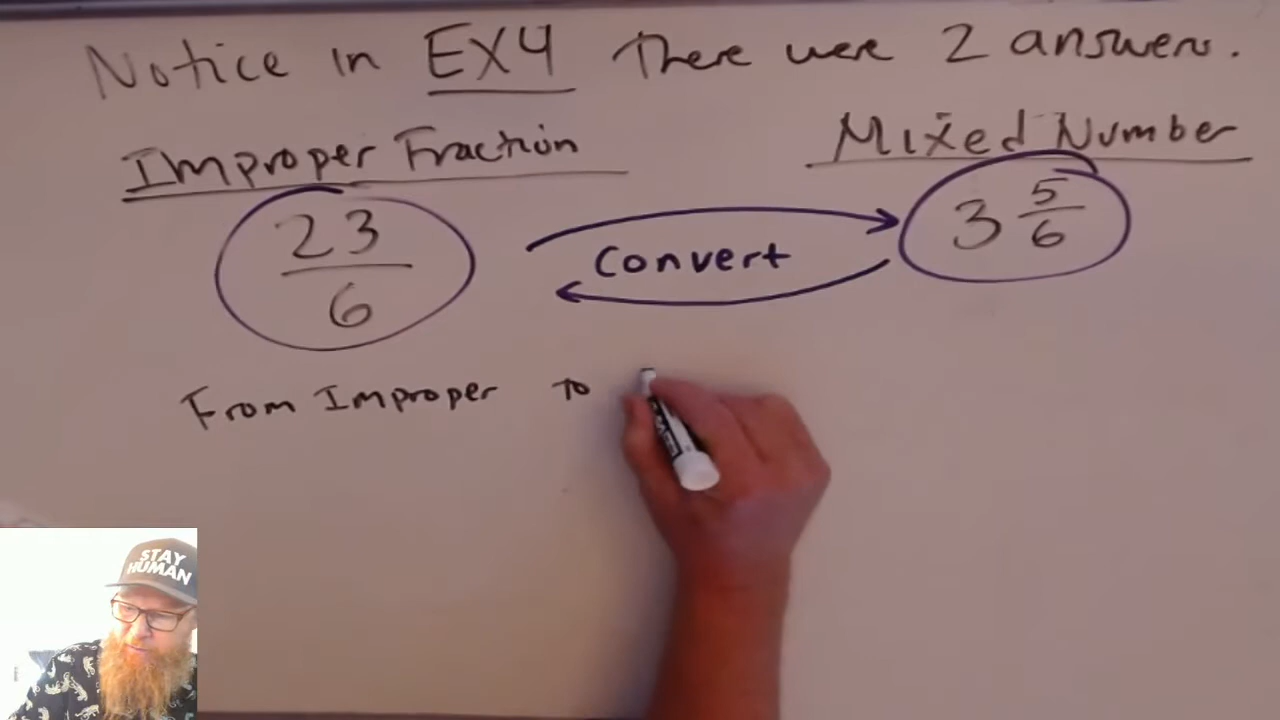 Notice in EX4 There were 2 answers.
Improper Fraction
Mixed Number
23/6
Convert
3 5/6
From Improper To
STAY
HUMAN